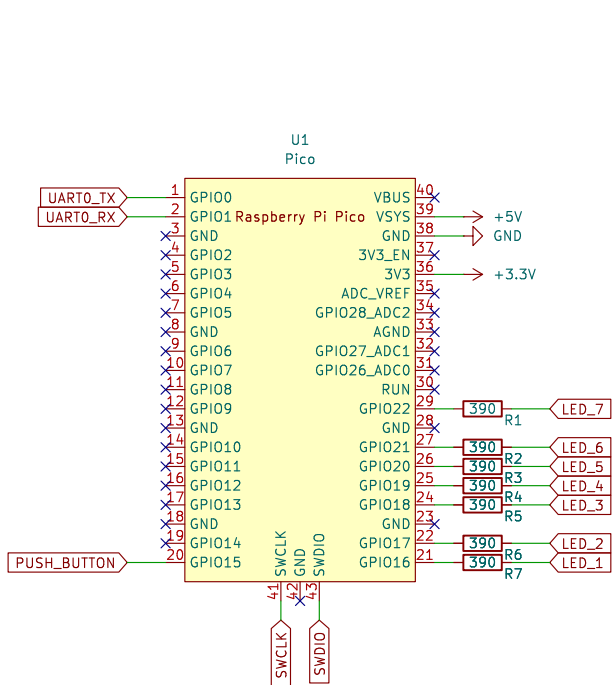 U1
Pico
Raspberry Pi Pico
UART0_TX 1 GPIO0 VBUS 40
UART0_RX 2 GPIO1 VSYS 39 +5V
3 GND GND 38 GND
4 GPIO2 3V3_EN 37
5 GPIO3 3V3 36 +3.3V
6 GPIO4 ADC_VREF 35
7 GPIO5 GPIO28_ADC2 34
8 GND AGND 33
9 GPIO6 GPIO27_ADC1 32
10 GPIO7 GPIO26_ADC0 31
11 GPIO8 RUN 30
12 GPIO9 GPIO22 29 390 R1 LED_7
13 GND GND 28
14 GPIO10 GPIO21 27 390 R2 LED_6
15 GPIO11 GPIO20 26 390 R3 LED_5
16 GPIO12 GPIO19 25 390 R4 LED_4
17 GPIO13 GPIO18 24 390 R5 LED_3
18 GND GND 23
19 GPIO14 GPIO17 22 390 R6 LED_2
PUSH_BUTTON 20 GPIO15 GPIO16 21 390 R7 LED_1
SWCLK GND SWDIO
41 42 43
SWCLK SWDIO